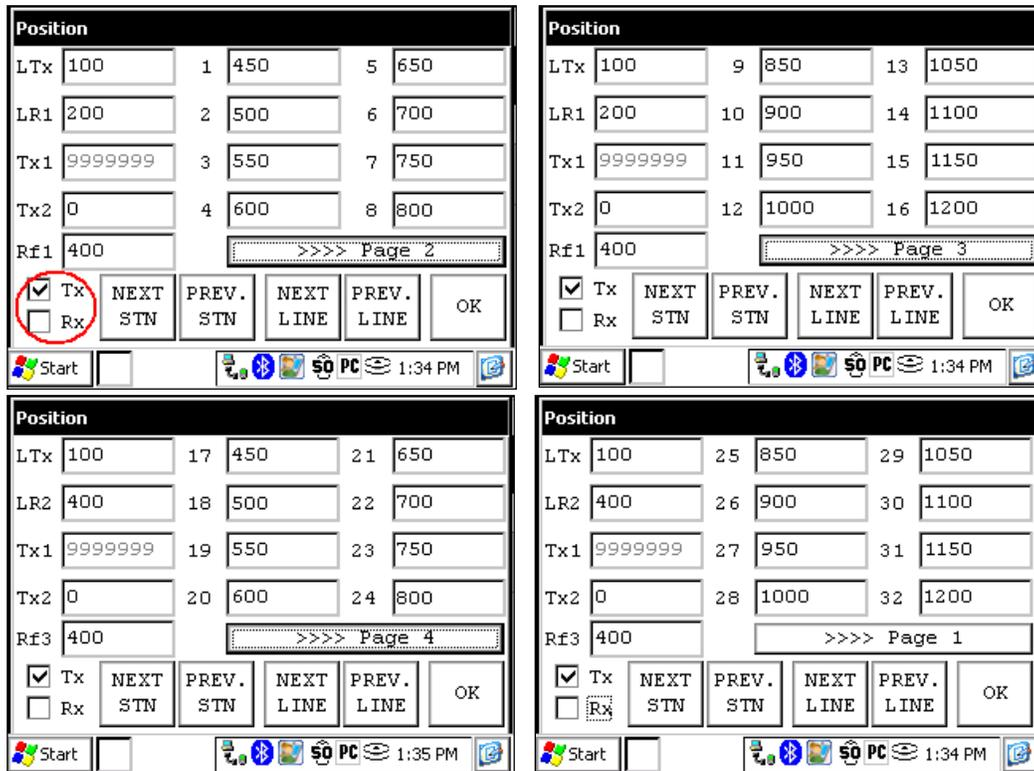 Position
LTx 100 1 450 5 650
LR1 200 2 500 6 700
Tx1 9999999 3 550 7 750
Tx2 0 4 600 8 800
Rf1 400 >>>> Page 2
Tx Rx NEXT STN PREV. STN NEXT LINE PREV. LINE OK
Start SQ PC 1:34 PM
Position
LTx 100 9 850 13 1050
LR1 200 10 900 14 1100
Tx1 9999999 11 950 15 1150
Tx2 0 12 1000 16 1200
Rf1 400 >>>> Page 3
Tx Rx NEXT STN PREV. STN NEXT LINE PREV. LINE OK
Start SQ PC 1:34 PM
Position
LTx 100 17 450 21 650
LR2 400 18 500 22 700
Tx1 9999999 19 550 23 750
Tx2 0 20 600 24 800
Rf3 400 >>>> Page 4
Tx Rx NEXT STN PREV. STN NEXT LINE PREV. LINE OK
Start SQ PC 1:35 PM
Position
LTx 100 25 850 29 1050
LR2 400 26 900 30 1100
Tx1 9999999 27 950 31 1150
Tx2 0 28 1000 32 1200
Rf3 400 >>>> Page 1
Tx Rx NEXT STN PREV. STN NEXT LINE PREV. LINE OK
Start SQ PC 1:34 PM